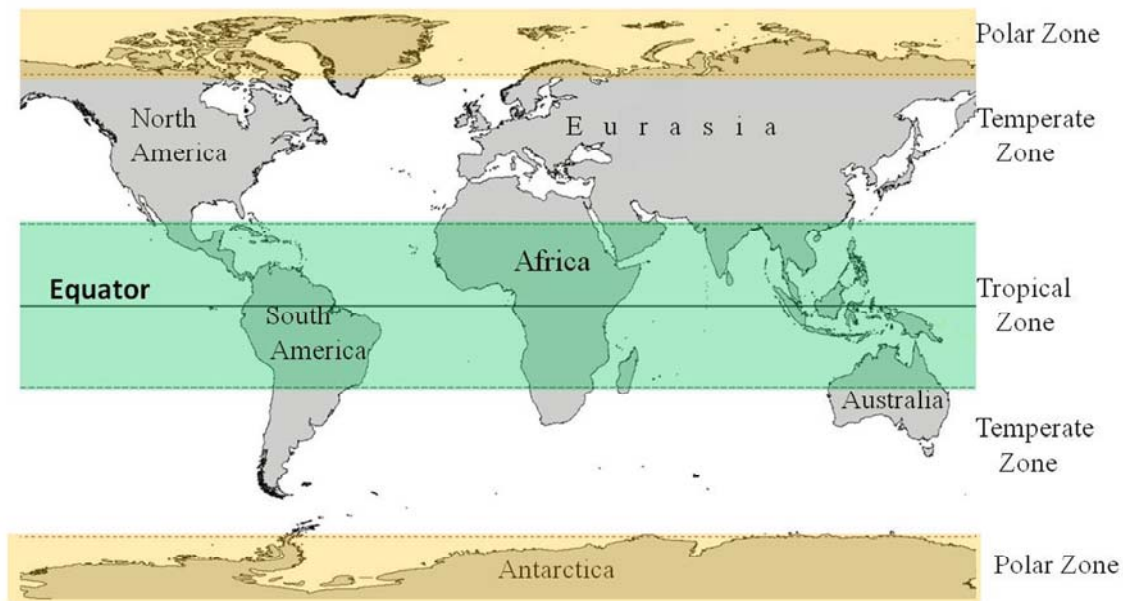 Polar Zone
North
America
E u r a s i a
Temperate
Zone
Africa
Equator
Tropical
Zone
South
America
Australia
Temperate
Zone
Antarctica
Polar Zone